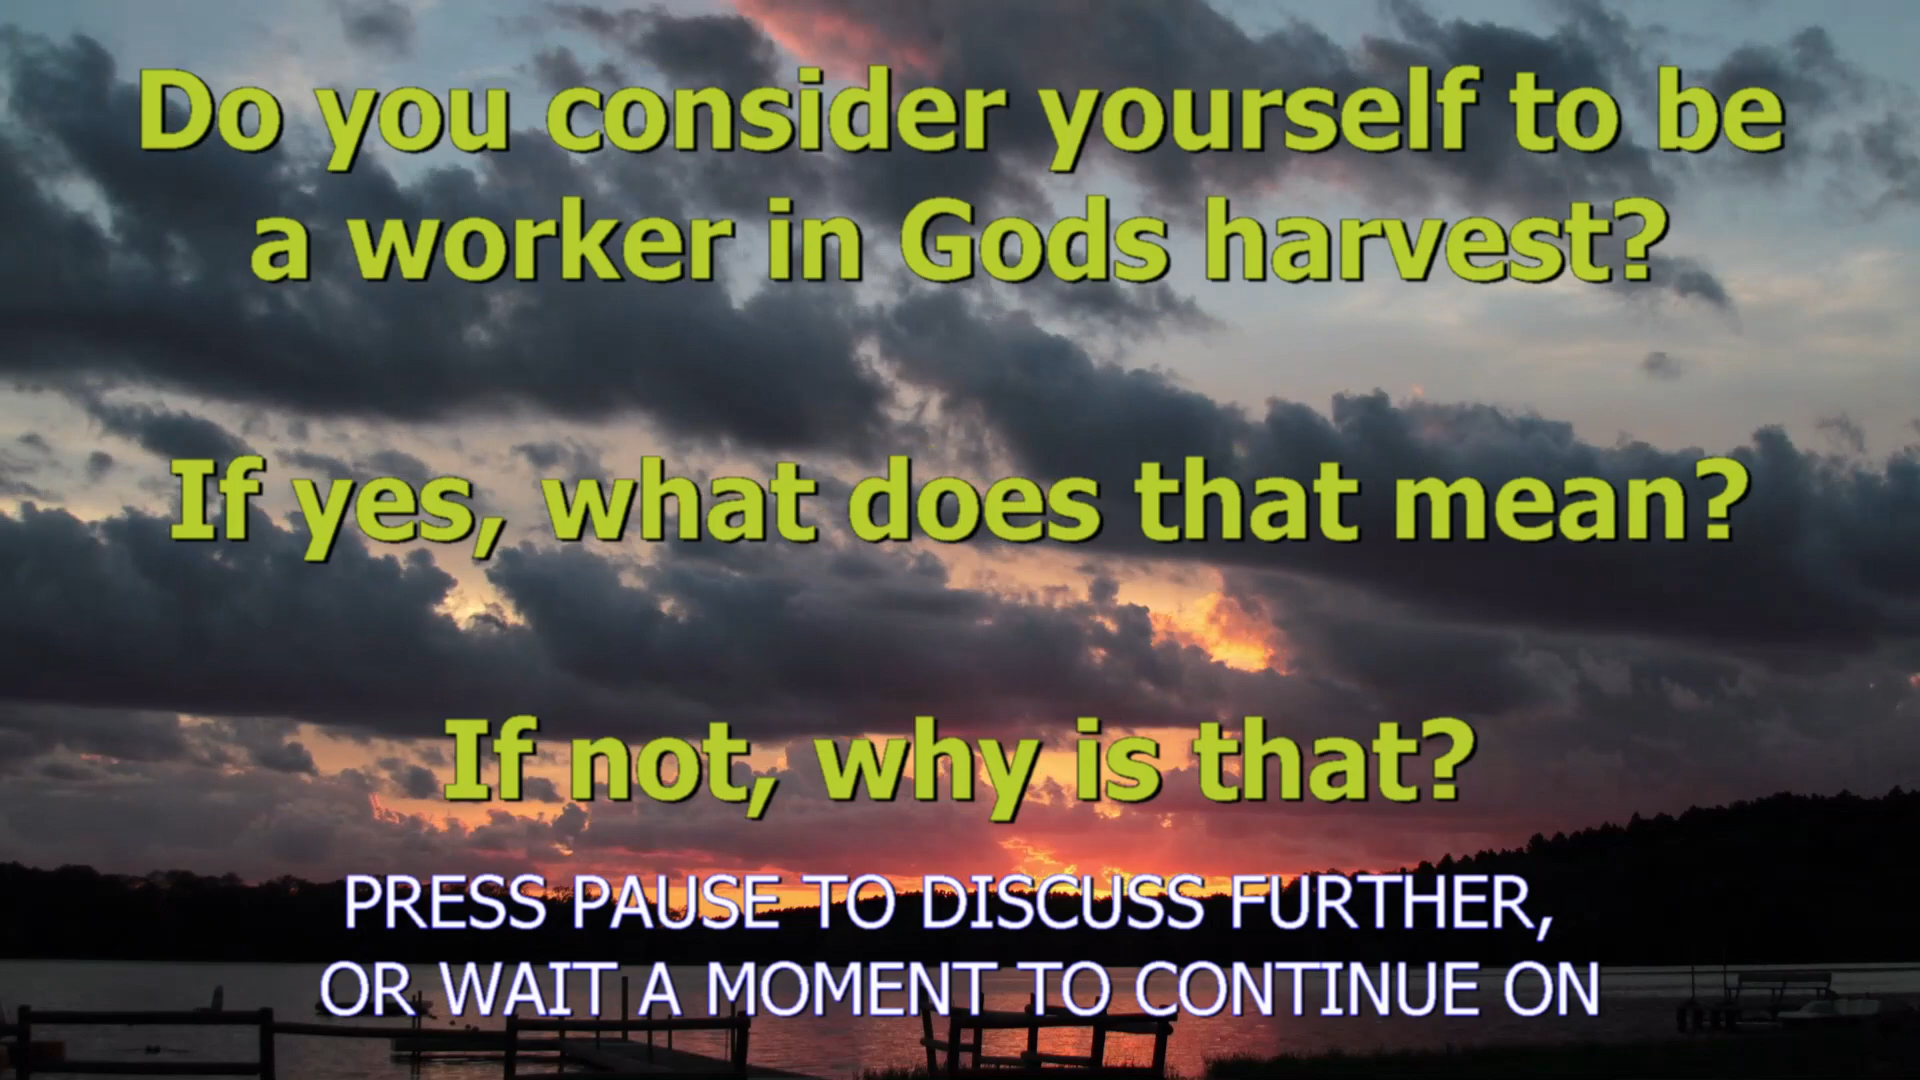 Do you consider yourself to be
a worker in Gods harvest?
If yes, what does that mean?
If not, why is that?
PRESS PAUSE TO DISCUSS FURTHER,
OR WAIT A MOMENT TO CONTINUE ON